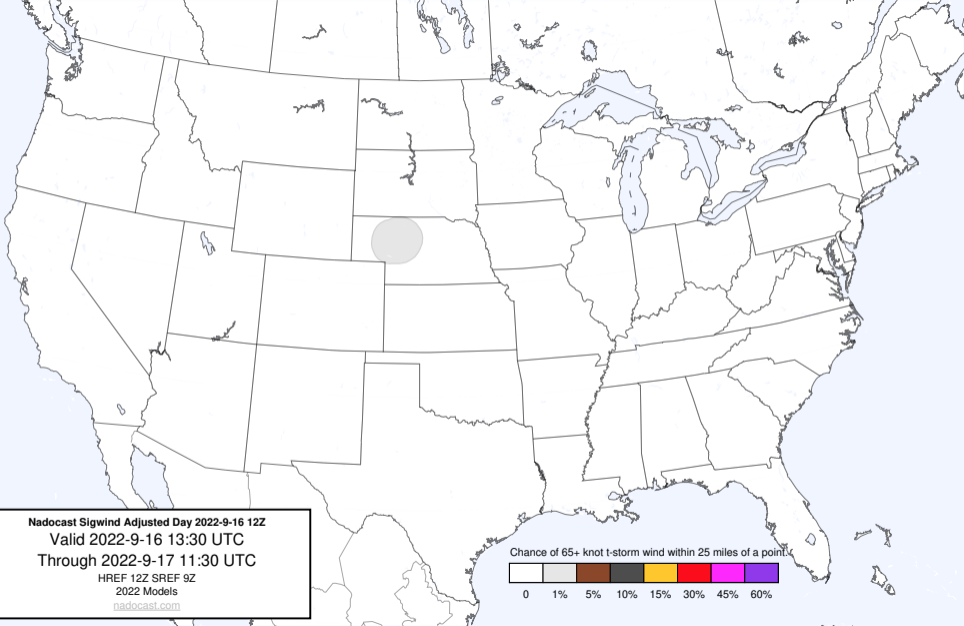 Nadocast Sigwind Adjusted Day 2022-9-16 12Z
Valid 2022-9-16 13:30 UTC
Through 2022-9-17 11:30 UTC
HREF 12Z SREF 9Z
2022 Models
nadocast.com
Chance of 65+ knot t-storm wind within 25 miles of a point.
0 1% 5% 10% 15% 30% 45% 60%